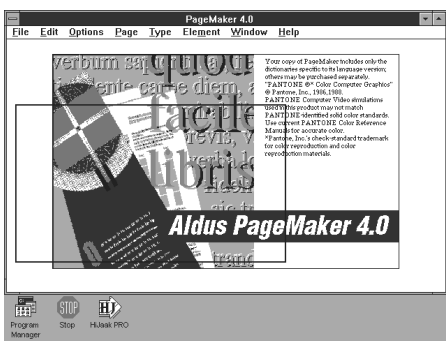 PageMaker 4.0
File Edit Options Page Type Element Window Help
Your copy of PageMaker includes only the
dictionaries specific to its language version;
others may be purchased separately.
"PANTONE ®* Color Computer Graphics"
© Pantone, Inc., 1986,1988.
PANTONE Computer Video simulations
used in this product may not match
PANTONE-identified solid color standards.
Use current PANTONE Color Reference
Manuals for accurate color.
*Pantone, Inc.'s check-standard trademark
for color reproduction and color
reproduction materials.
verbum
carpe diem,
facile
brevis,
libris
Aldus PageMaker 4.0
Program
Manager
Stop
STOP
HJ
HiJaak PRO